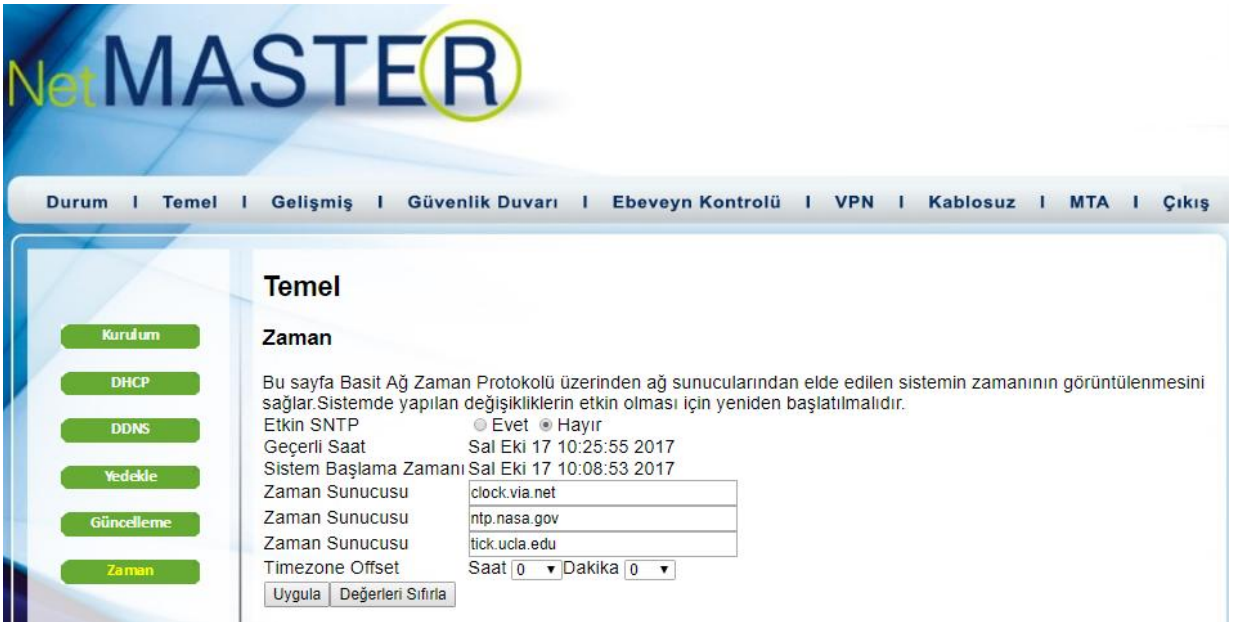 NetMASTER
Durum | Temel | Gelişmiş | Güvenlik Duvarı | Ebeveyn Kontrolü | VPN | Kablosuz | MTA | Çıkış
Kurulum
DHCP
DDNS
Yedekle
Güncelleme
Zaman
Temel
Zaman
Bu sayfa Basit Ağ Zaman Protokolü üzerinden ağ sunucularından elde edilen sistemin zamanının görüntülenmesini
sağlar.Sistemde yapılan değişikliklerin etkin olması için yeniden başlatılmalıdır.
Etkin SNTP Evet Hayır
Geçerli Saat Sal Eki 17 10:25:55 2017
Sistem Başlama Zamanı Sal Eki 17 10:08:53 2017
Zaman Sunucusu clock.via.net
Zaman Sunucusu ntp.nasa.gov
Zaman Sunucusu tick.ucla.edu
Timezone Offset Saat 0 Dakika 0
Uygula Değerleri Sıfırla